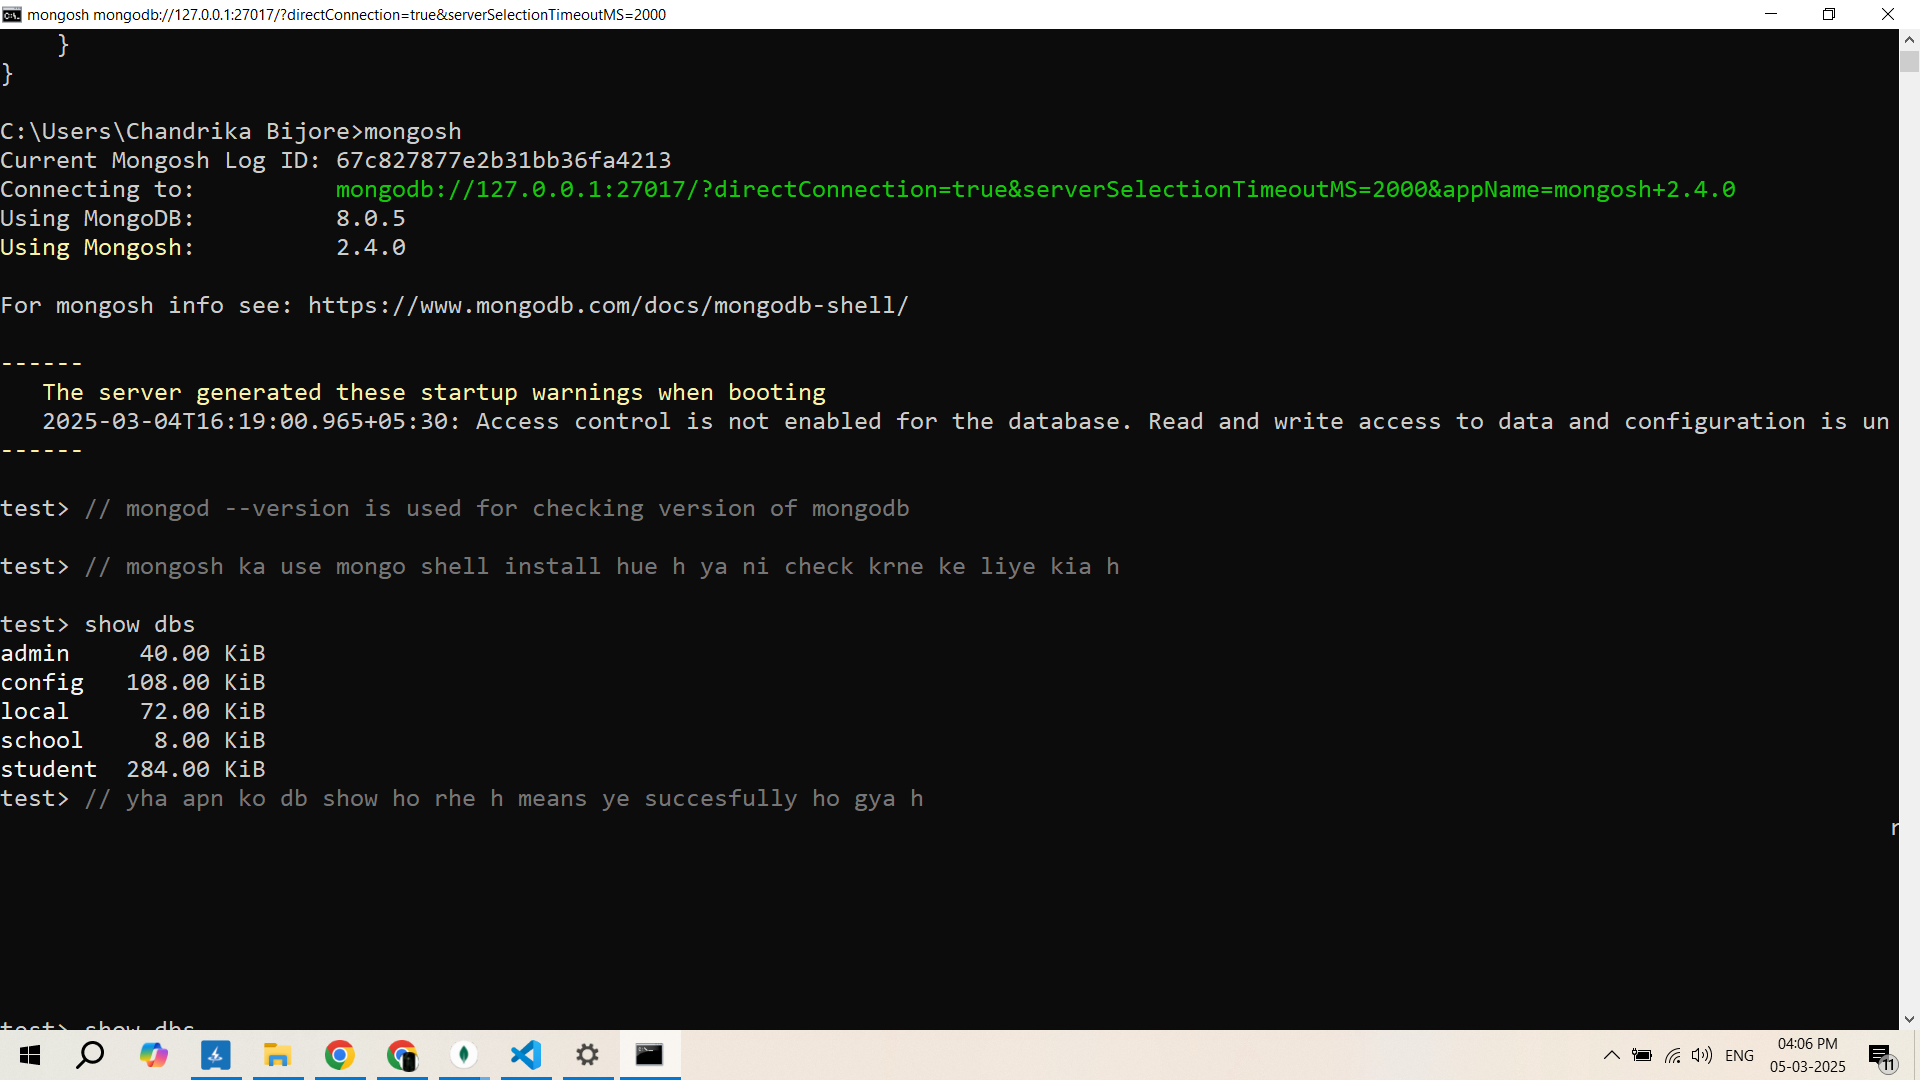 mongosh mongodb://127.0.0.1:27017/?directConnection=true&serverSelectionTimeoutMS=2000
    }
}
C:\Users\Chandrika Bijore>mongosh
Current Mongosh Log ID: 67c827877e2b31bb36fa4213
Connecting to:          mongodb://127.0.0.1:27017/?directConnection=true&serverSelectionTimeoutMS=2000&appName=mongosh+2.4.0
Using MongoDB:          8.0.5
Using Mongosh:          2.4.0
For mongosh info see: https://www.mongodb.com/docs/mongodb-shell/
------
   The server generated these startup warnings when booting
   2025-03-04T16:19:00.965+05:30: Access control is not enabled for the database. Read and write access to data and configuration is un
------
test> // mongod --version is used for checking version of mongodb
test> // mongosh ka use mongo shell install hue h ya ni check krne ke liye kia h
test> show dbs
admin     40.00 KiB
config   108.00 KiB
local     72.00 KiB
school     8.00 KiB
student  284.00 KiB
test> // yha apn ko db show ho rhe h means ye succesfully ho gya h
r
test> show dbs
ENG
04:06 PM
05-03-2025
11